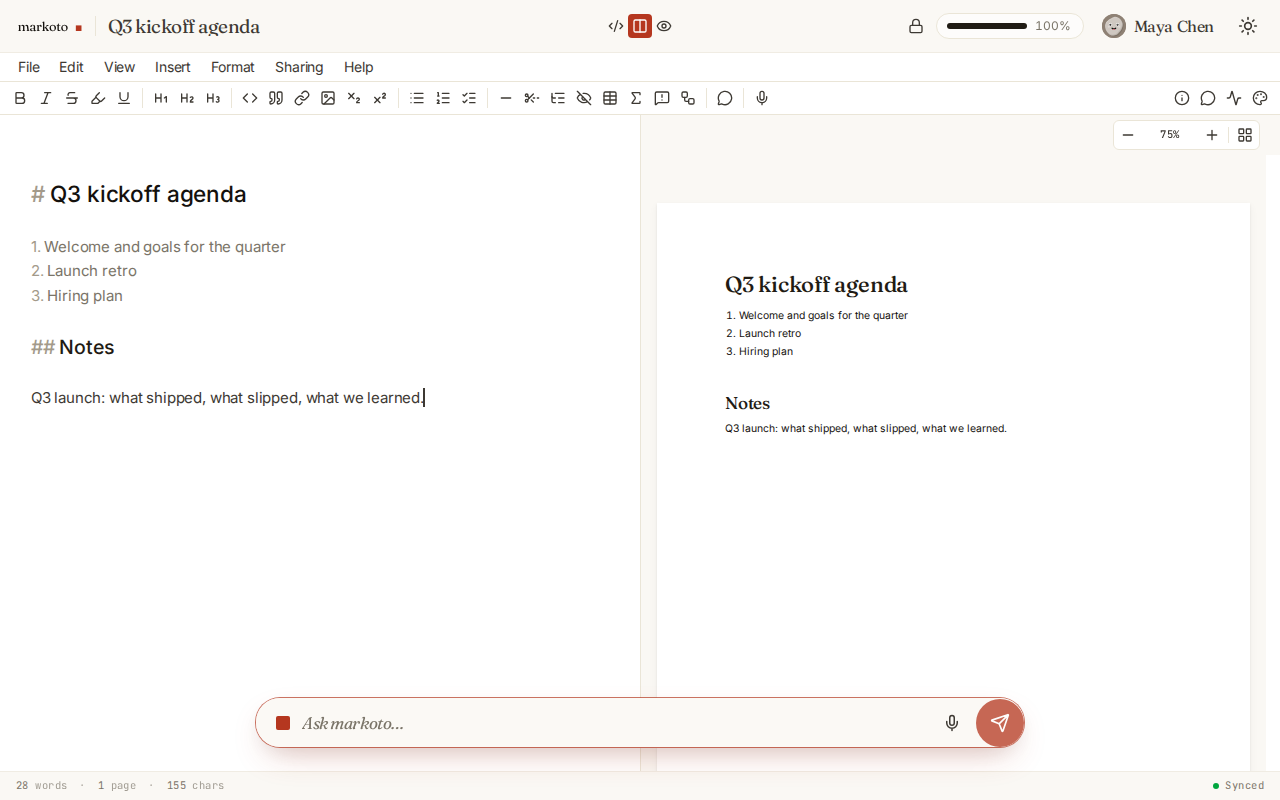 markoto
Q3 kickoff agenda
100%
Maya Chen
File Edit View Insert Format Sharing Help
H1 H2 H3
75%
# Q3 kickoff agenda
1. Welcome and goals for the quarter
2. Launch retro
3. Hiring plan
## Notes
Q3 launch: what shipped, what slipped, what we learned.
Q3 kickoff agenda
1. Welcome and goals for the quarter
2. Launch retro
3. Hiring plan
Notes
Q3 launch: what shipped, what slipped, what we learned.
Ask markoto...
28 words · 1 page · 155 chars
Synced